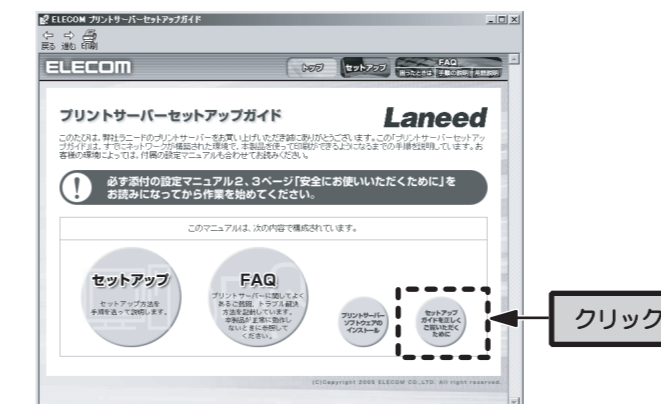 ELECOM プリントサーバーセットアップガイド
戻る 進む 印刷
ELECOM
トップ
セットアップ
FAQ
困ったときは 手順の説明 用語説明
プリントサーバーセットアップガイド
Laneed
このたびは、弊社ラニードのプリントサーバーをお買い上げいただき誠にありがとうございます。この「プリントサーバーセットアッ
プガイド」は、すでにネットワークが構築された環境で、本製品を使って印刷ができるようになるまでの手順を説明しています。お
客様の環境によっては、付属の設定マニュアルも合わせてお読みください。
必ず添付の設定マニュアル2、3ページ「安全にお使いいただくために」を
お読みになってから作業を始めてください。
このマニュアルは、次の内容で構成されています。
セットアップ
セットアップ方法を
手順を追って説明します。
FAQ
プリントサーバーに関してよく
あるご質問、トラブル解決
方法を記載しています。
本製品が正常に動作し
ないときに参照して
ください。
プリントサーバー
ソフトウェアの
インストール
セットアップ
ガイドを正しく
ご覧いただく
ために
クリック
(C)Copyright 2005 ELECOM CO.,LTD. All right reserved.